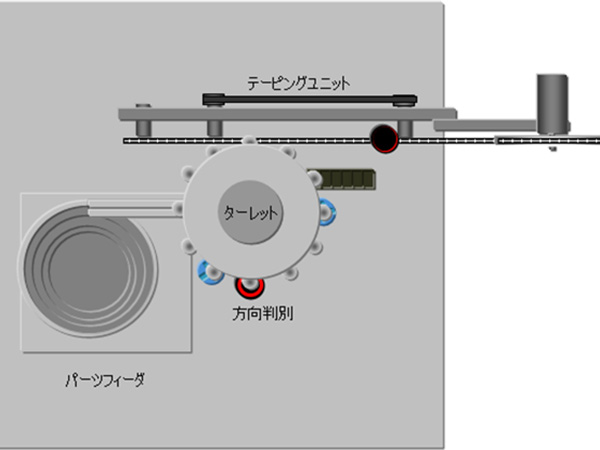 テーピングユニット
ターレット
方向判別
パーツフィーダ